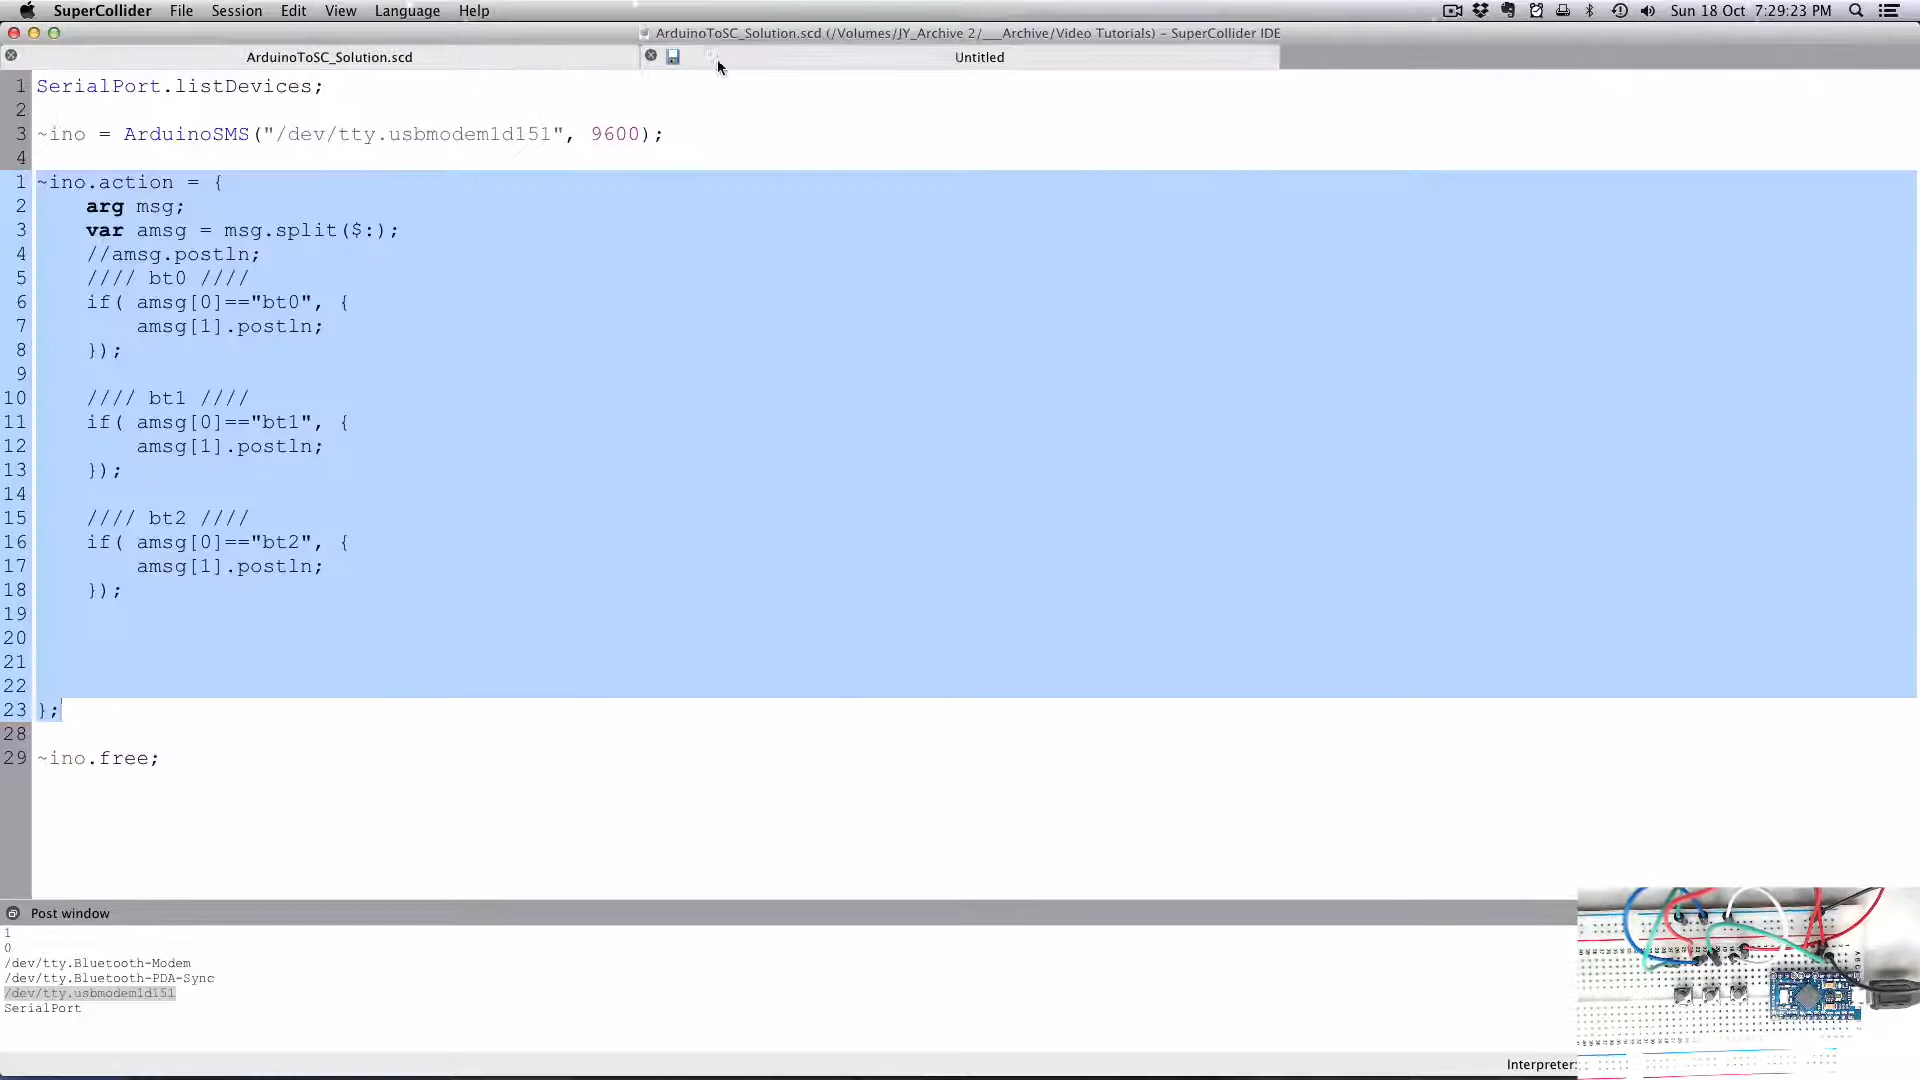 SuperCollider File Session Edit View Language Help Sun 18 Oct 7:29:23 PM
ArduinoToSC_Solution.scd (/Volumes/JY_Archive 2/___Archive/Video Tutorials) – SuperCollider IDE
ArduinoToSC_Solution.scd Untitled
1 SerialPort.listDevices;
2
3 ~ino = ArduinoSMS("/dev/tty.usbmodem1d151", 9600);
4
1 ~ino.action = {
2 arg msg;
3 var amsg = msg.split($:);
4 //amsg.postln;
5 //// bt0 ////
6 if( amsg[0]=="bt0", {
7 amsg[1].postln;
8 });
9
10 //// bt1 ////
11 if( amsg[0]=="bt1", {
12 amsg[1].postln;
13 });
14
15 //// bt2 ////
16 if( amsg[0]=="bt2", {
17 amsg[1].postln;
18 });
19
20
21
22
23 };
28
29 ~ino.free;
Post window
1
0
/dev/tty.Bluetooth-Modem
/dev/tty.Bluetooth-PDA-Sync
/dev/tty.usbmodem1d151
SerialPort
Interpreter: